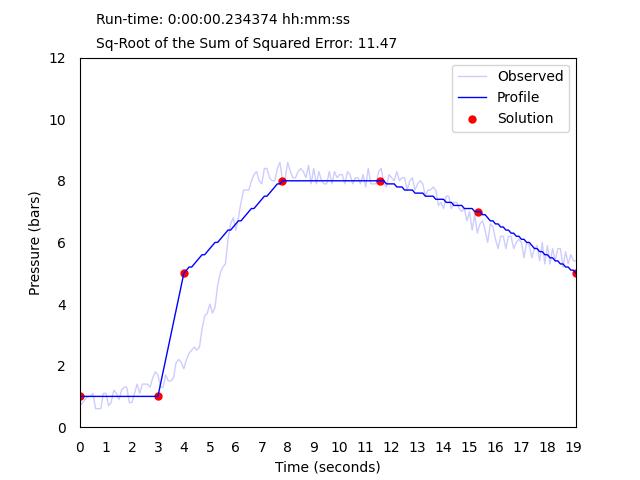 Run-time: 0:00:00.234374 hh:mm:ss
Sq-Root of the Sum of Squared Error: 11.47
12
10
8
6
4
2
0
Pressure (bars)
Observed
Profile
Solution
0 1 2 3 4 5 6 7 8 9 10 11 12 13 14 15 16 17 18 19
Time (seconds)